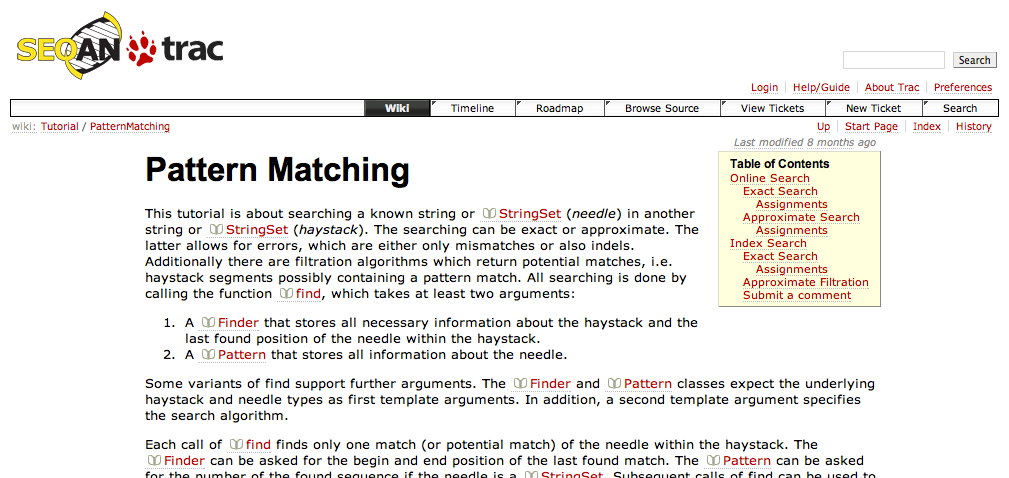 SEQAN trac
Search
Login Help/Guide About Trac Preferences
Wiki Timeline Roadmap Browse Source View Tickets New Ticket Search
wiki: Tutorial / PatternMatching
Up Start Page Index History
Last modified 8 months ago
Pattern Matching
This tutorial is about searching a known string or StringSet (needle) in another
string or StringSet (haystack). The searching can be exact or approximate. The
latter allows for errors, which are either only mismatches or also indels.
Additionally there are filtration algorithms which return potential matches, i.e.
haystack segments possibly containing a pattern match. All searching is done by
calling the function find, which takes at least two arguments:
1. A Finder that stores all necessary information about the haystack and the
last found position of the needle within the haystack.
2. A Pattern that stores all information about the needle.
Table of Contents
Online Search
Exact Search
Assignments
Approximate Search
Assignments
Index Search
Exact Search
Assignments
Approximate Filtration
Submit a comment
Some variants of find support further arguments. The Finder and Pattern classes expect the underlying
haystack and needle types as first template arguments. In addition, a second template argument specifies
the search algorithm.
Each call of find finds only one match (or potential match) of the needle within the haystack. The
Finder can be asked for the begin and end position of the last found match. The Pattern can be asked
for the number of the found sequence if the needle is a StringSet. Subsequent calls of find can be used to